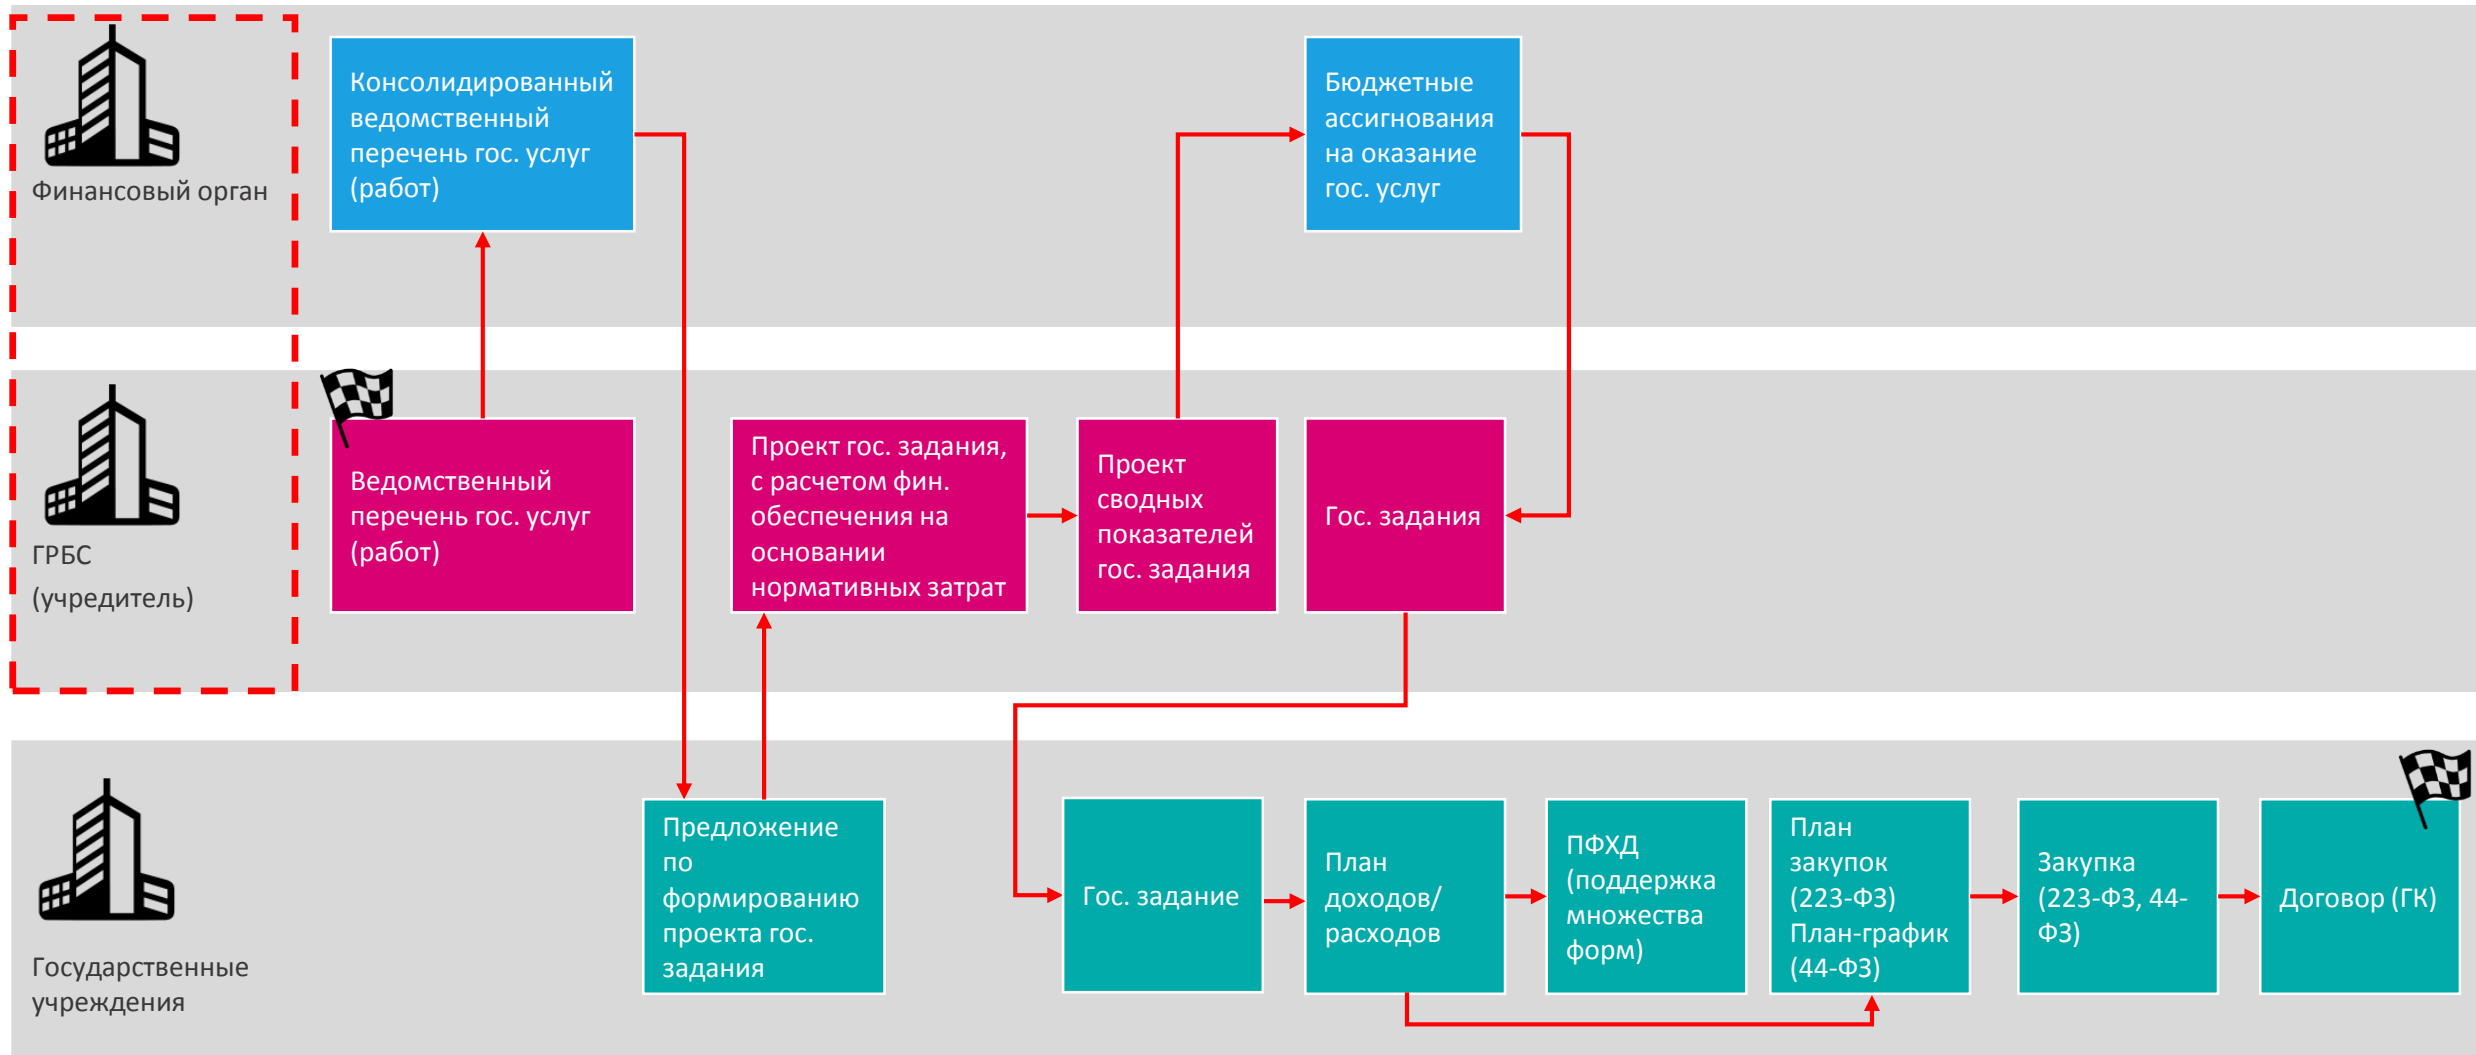 Финансовый орган
Консолидированный
ведомственный
перечень гос. услуг
(работ)
Бюджетные
ассигнования
на оказание
гос. услуг
ГРБС
(учредитель)
Ведомственный
перечень гос. услуг
(работ)
Проект гос. задания,
с расчетом фин.
обеспечения на
основании
нормативных затрат
Проект
сводных
показателей
гос. задания
Гос. задания
Государственные
учреждения
Предложение
по
формированию
проекта гос.
задания
Гос. задание
План
доходов/
расходов
ПФХД
(поддержка
множества
форм)
План
закупок
(223-ФЗ)
План-график
(44-ФЗ)
Закупка
(223-ФЗ, 44-
ФЗ)
Договор (ГК)